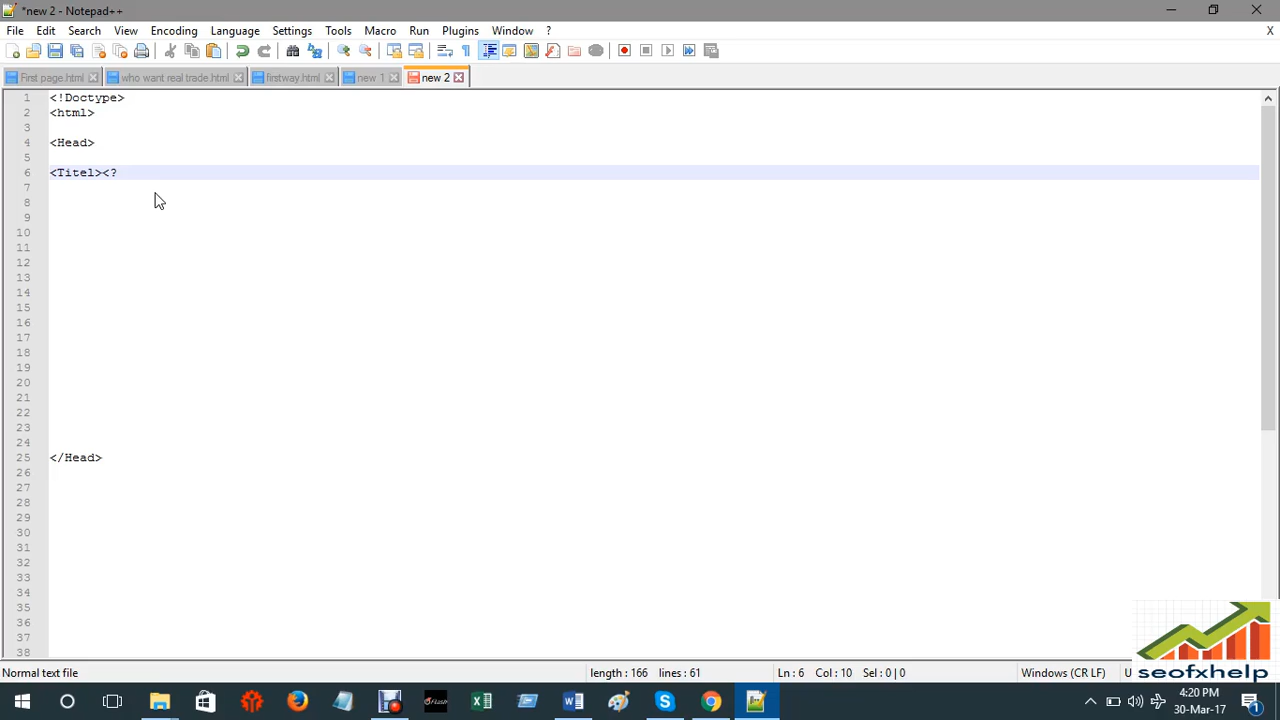 *new 2 - Notepad++
File Edit Search View Encoding Language Settings Tools Macro Run Plugins Window ? X
First page.html who want real trade.html firstway.html new 1 new 2
1 <!Doctype>
2 <html>
3
4 <Head>
5
6 <Titel><?
7
8
9
10
11
12
13
14
15
16
17
18
19
20
21
22
23
24
25 </Head>
26
27
28
29
30
31
32
33
34
35
36
37
38
Normal text file length : 166 lines : 61 Ln : 6 Col : 10 Sel : 0 | 0 Windows (CR LF) U
seofxhelp
4:20 PM
30-Mar-17